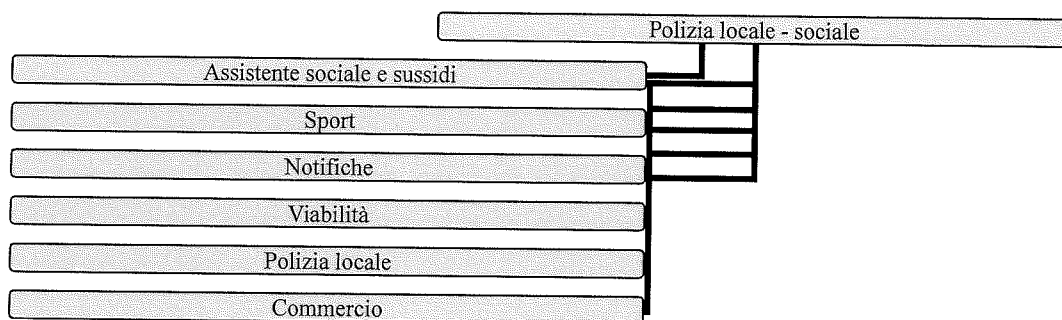 Polizia locale - sociale
Assistente sociale e sussidi
Sport
Notifiche
Viabilità
Polizia locale
Commercio